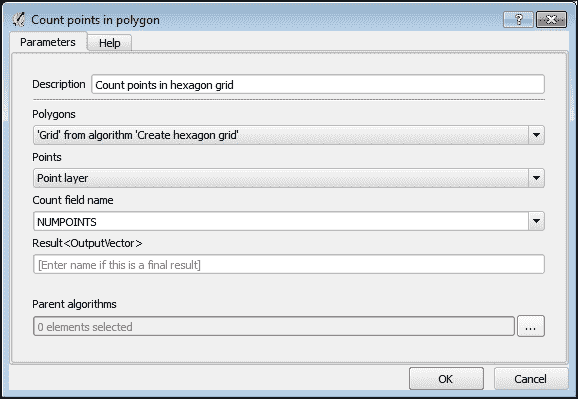 Count points in polygon
?
Parameters
Help
Description
Count points in hexagon grid
Polygons
'Grid' from algorithm 'Create hexagon grid'
Points
Point layer
Count field name
NUMPOINTS
Result<OutputVector>
[Enter name if this is a final result]
Parent algorithms
0 elements selected
...
OK
Cancel